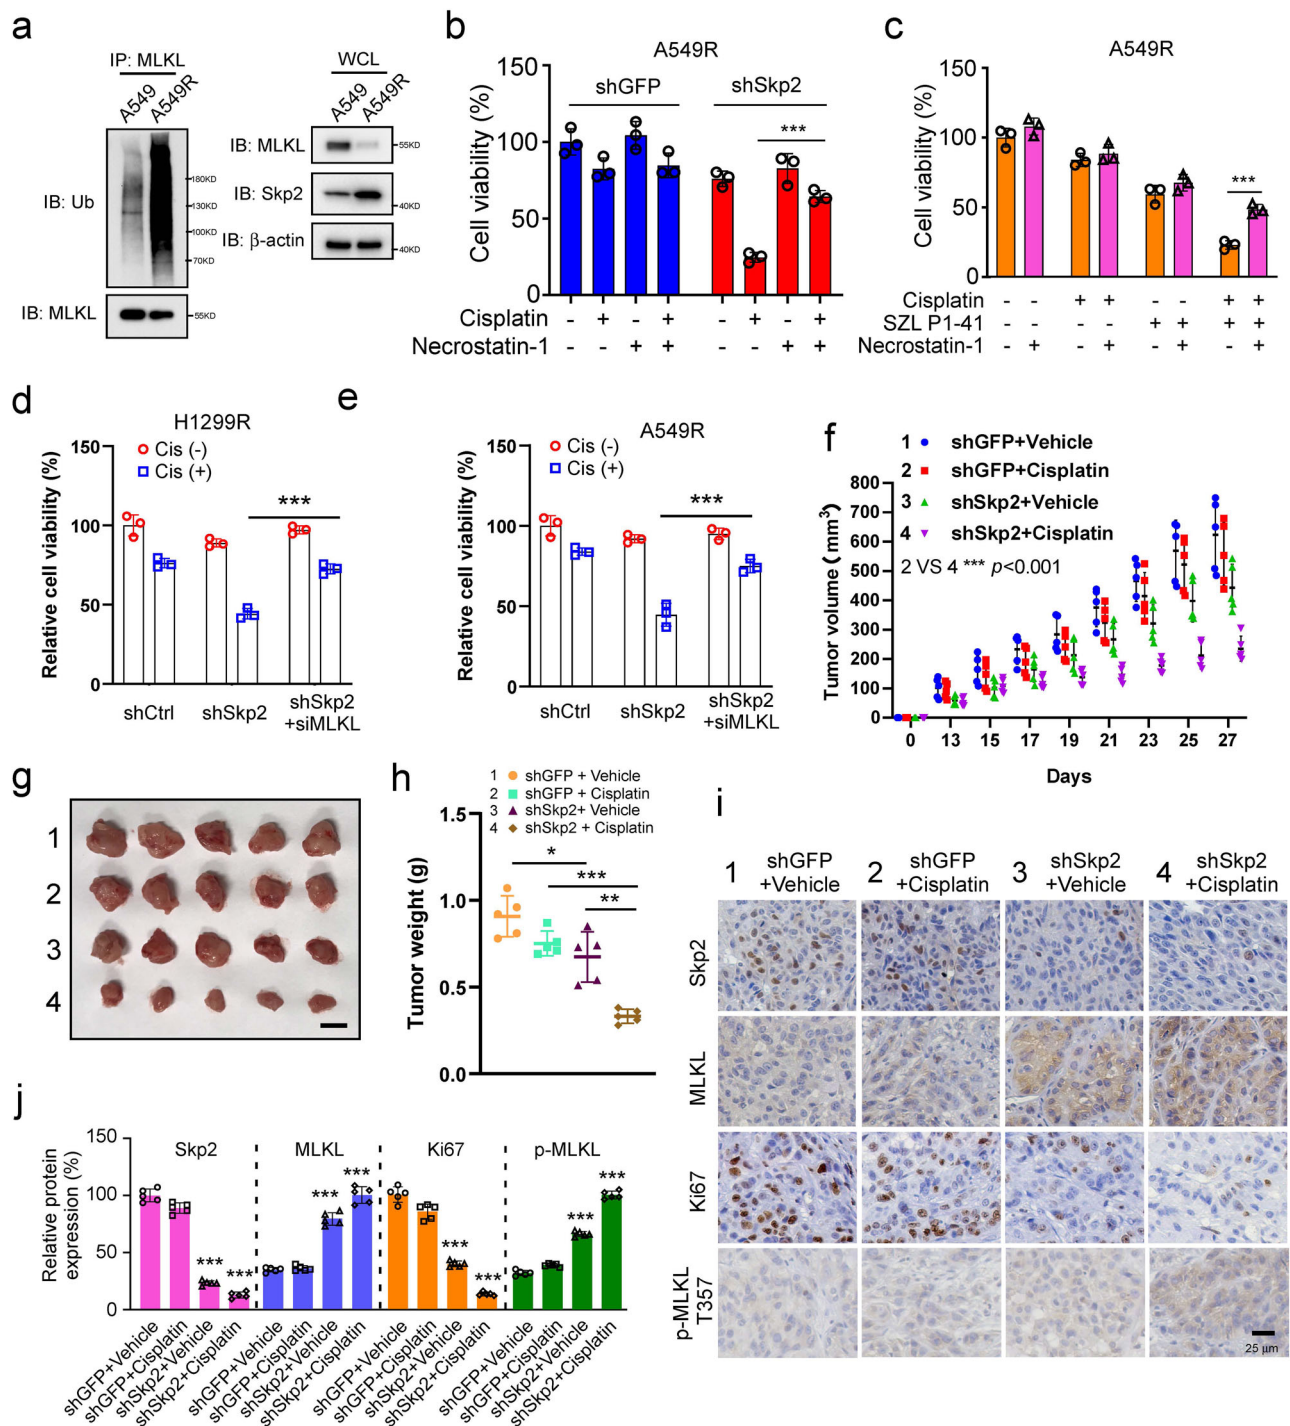 a
IP: MLKL
A549
A549R
IB: Ub
180KD
130KD
100KD
70KD
IB: MLKL
55KD
WCL
A549
A549R
IB: MLKL
55KD
IB: Skp2
40KD
IB: β-actin
40KD
b
A549R
shGFP
shSkp2
***
Cell viability (%)
150
100
50
0
Cisplatin - + - + - + - +
Necrostatin-1 - - + + - - + +
c
A549R
***
Cell viability (%)
150
100
50
0
Cisplatin - - + + - - + +
SZL P1-41 - - - - + + + +
Necrostatin-1 - + - + - + - +
d
H1299R
Cis (-)
Cis (+)
***
Relative cell viability (%)
150
100
50
0
shCtrl
shSkp2
shSkp2
+siMLKL
e
A549R
Cis (-)
Cis (+)
***
Relative cell viability (%)
150
100
50
0
shCtrl
shSkp2
shSkp2
+siMLKL
f
1 shGFP+Vehicle
2 shGFP+Cisplatin
3 shSkp2+Vehicle
4 shSkp2+Cisplatin
2 VS 4 *** p<0.001
Tumor volume ( mm³)
800
700
600
500
400
300
200
100
0
0 13 15 17 19 21 23 25 27
Days
g
1
2
3
4
h
1 shGFP + Vehicle
2 shGFP + Cisplatin
3 shSkp2+ Vehicle
4 shSkp2 + Cisplatin
*
***
**
Tumor weight (g)
1.5
1.0
0.5
0.0
i
1 shGFP
+Vehicle
2 shGFP
+Cisplatin
3 shSkp2
+Vehicle
4 shSkp2
+Cisplatin
Skp2
MLKL
Ki67
p-MLKL
T357
25 μm
j
Relative protein
expression (%)
150
100
50
0
Skp2
MLKL
Ki67
p-MLKL
*** ***
*** ***
*** ***
*** ***
shGFP+Vehicle
shGFP+Cisplatin
shSkp2+Vehicle
shSkp2+Cisplatin
shGFP+Vehicle
shGFP+Cisplatin
shSkp2+Vehicle
shSkp2+Cisplatin
shGFP+Vehicle
shGFP+Cisplatin
shSkp2+Vehicle
shSkp2+Cisplatin
shGFP+Vehicle
shGFP+Cisplatin
shSkp2+Vehicle
shSkp2+Cisplatin